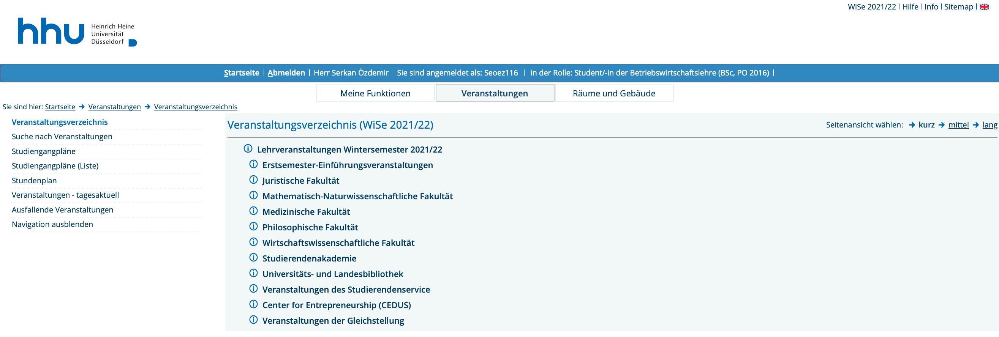 WiSe 2021/22 | Hilfe | Info | Sitemap |
hhu Heinrich Heine
Universität
Düsseldorf
Startseite | Abmelden | Herr Serkan Özdemir | Sie sind angemeldet als: Seoez116 | in der Rolle: Student/-in der Betriebswirtschaftslehre (BSc, PO 2016) |
Meine Funktionen Veranstaltungen Räume und Gebäude
Sie sind hier: Startseite → Veranstaltungen → Veranstaltungsverzeichnis
Veranstaltungsverzeichnis
Suche nach Veranstaltungen
Studiengangpläne
Studiengangpläne (Liste)
Stundenplan
Veranstaltungen - tagesaktuell
Ausfallende Veranstaltungen
Navigation ausblenden
Veranstaltungsverzeichnis (WiSe 2021/22)
Seitenansicht wählen: → kurz → mittel → lang
Lehrveranstaltungen Wintersemester 2021/22
Erstsemester-Einführungsveranstaltungen
Juristische Fakultät
Mathematisch-Naturwissenschaftliche Fakultät
Medizinische Fakultät
Philosophische Fakultät
Wirtschaftswissenschaftliche Fakultät
Studierendenakademie
Universitäts- und Landesbibliothek
Veranstaltungen des Studierendenservice
Center for Entrepreneurship (CEDUS)
Veranstaltungen der Gleichstellung